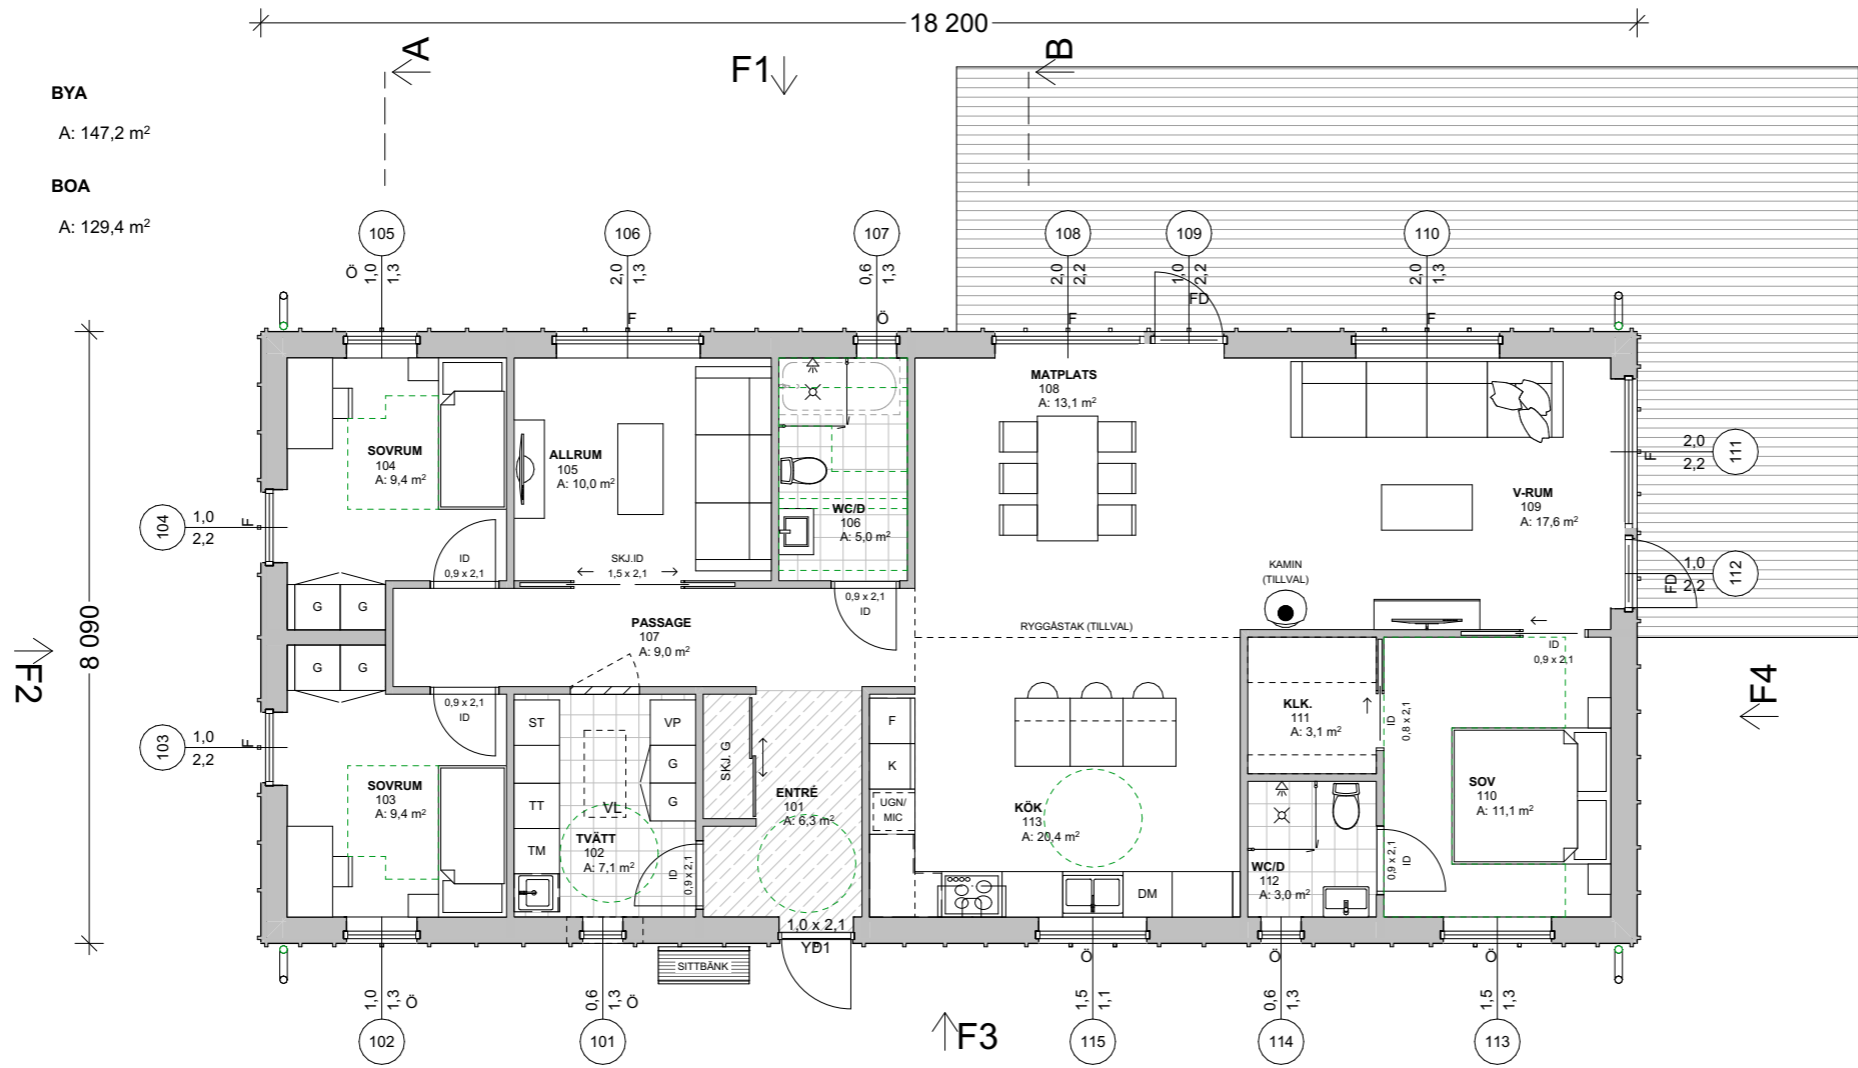 18 200
A
F1
B
BYA
A: 147,2 m²
BOA
A: 129,4 m²
105
106
107
108
109
110
Ö 1,0 1,3
2,0 1,3
0,6 1,3
2,0 2,2
1,0 2,2
2,0 1,3
F
Ö
F
FD
F
MATPLATS
108
A: 13,1 m²
SOVRUM
104
A: 9,4 m²
ALLRUM
105
A: 10,0 m²
WC/D
106
A: 5,0 m²
V-RUM
109
A: 17,6 m²
2,0
2,2
F
111
104
1,0
2,2
F
ID
0,9 x 2,1
SKJ.ID
1,5 x 2,1
0,9 x 2,1
ID
KAMIN
(TILLVAL)
1,0
2,2
FD
112
G G
PASSAGE
107
A: 9,0 m²
RYGGÅSTAK (TILLVAL)
ID
0,9 x 2,1
8 090
F2
F4
G G
0,9 x 2,1
ID
103
1,0
2,2
F
ST
VP
G
G
TT
TM
VL
SKJ. G
F
K
UGN/
MIC
KLK.
111
A: 3,1 m²
ID
0,8 x 2,1
SOVRUM
103
A: 9,4 m²
TVÄTT
102
A: 7,1 m²
ID
0,9 x 2,1
ENTRÉ
101
A: 6,3 m²
KÖK
113
A: 20,4 m²
DM
WC/D
112
A: 3,0 m²
0,9 x 2,1
ID
SOV
110
A: 11,1 m²
1,0 x 2,1
YD1
SITTBÄNK
Ö
Ö
Ö
1,0 1,3 Ö
0,6 1,3 Ö
1,5 1,1
0,6 1,3
1,5 1,3
102
101
F3
115
114
113